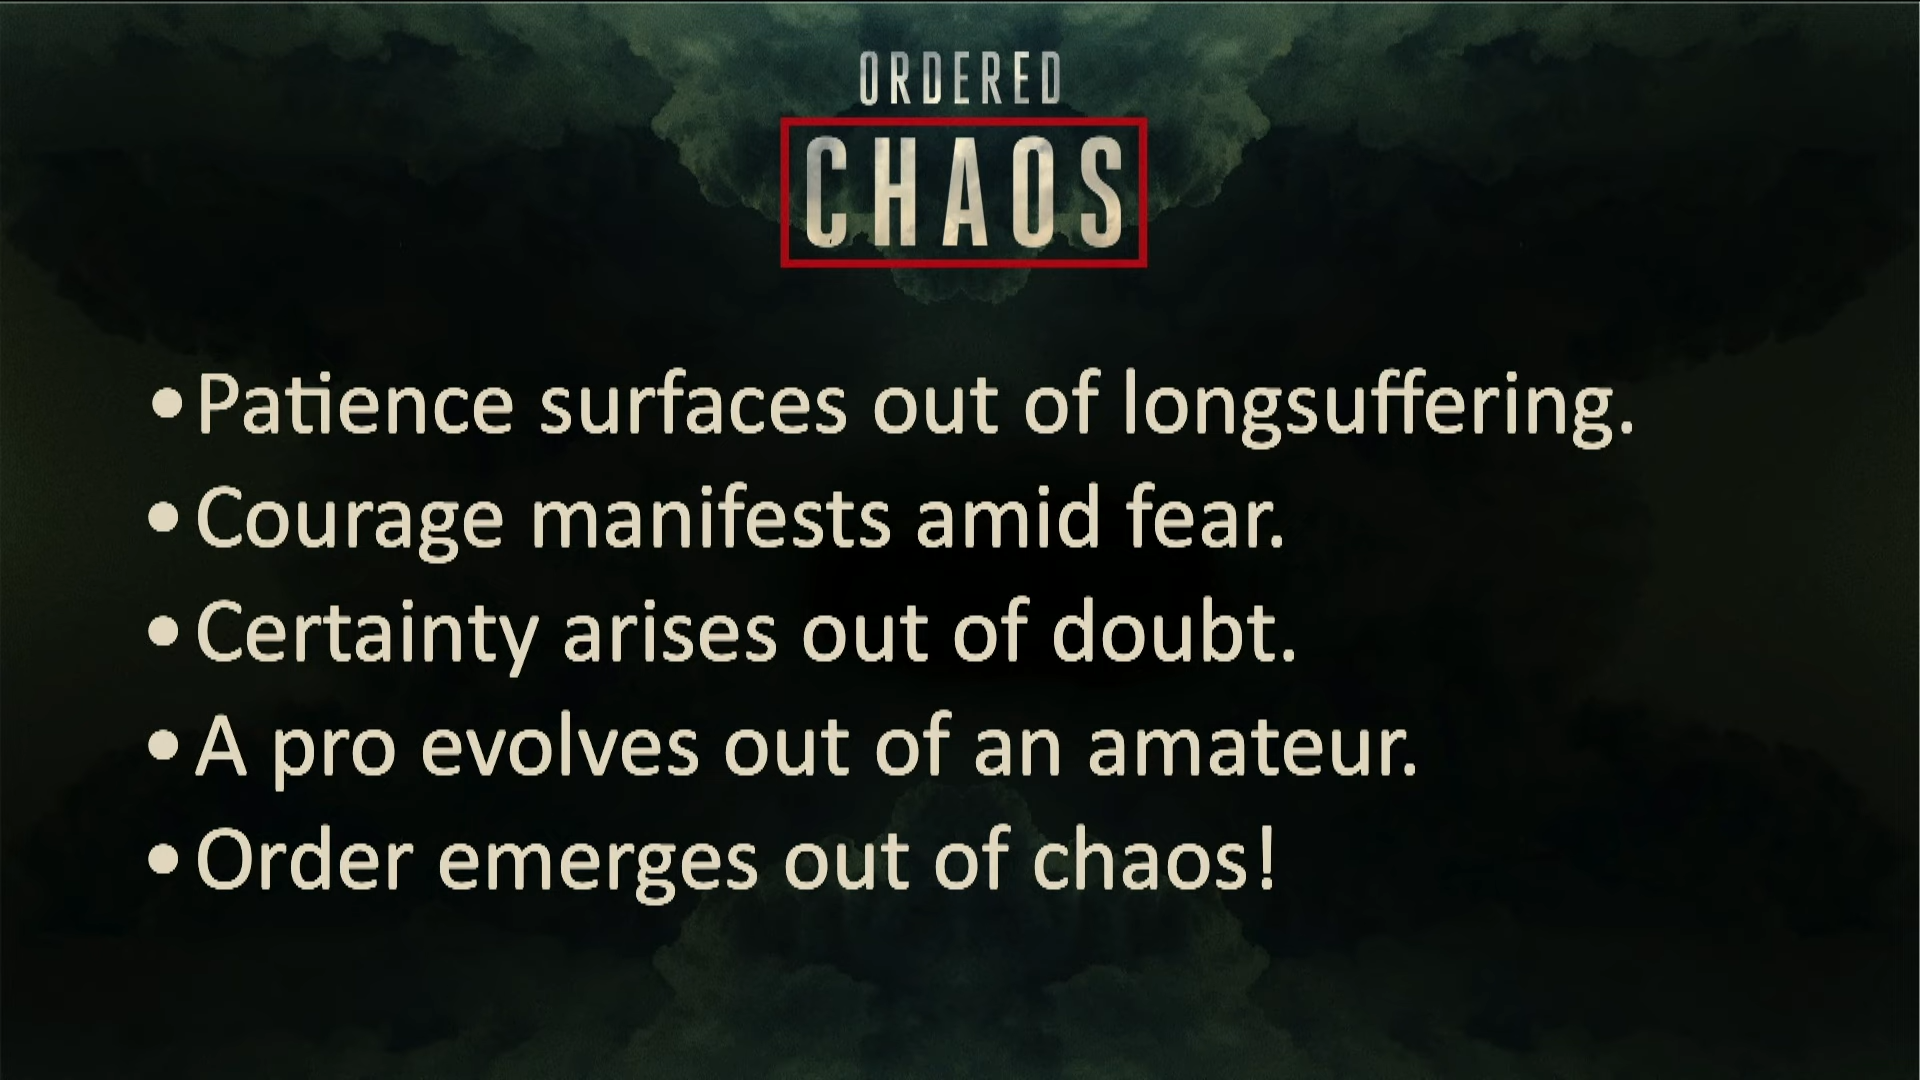 ORDERED
CHAOS
•Patience surfaces out of longsuffering.
•Courage manifests amid fear.
•Certainty arises out of doubt.
•A pro evolves out of an amateur.
•Order emerges out of chaos!